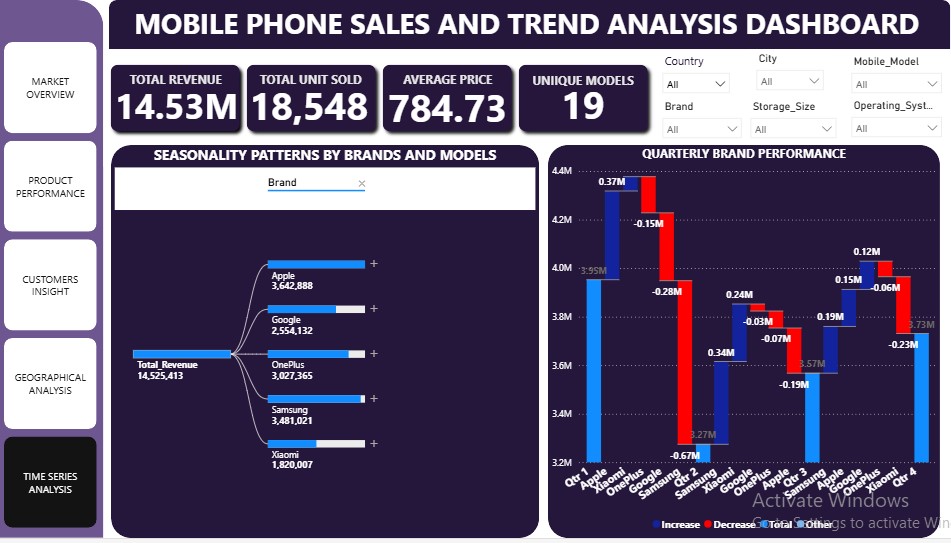 MOBILE PHONE SALES AND TREND ANALYSIS DASHBOARD
MARKET
OVERVIEW
PRODUCT
PERFORMANCE
CUSTOMERS
INSIGHT
GEOGRAPHICAL
ANALYSIS
TIME SERIES
ANALYSIS
TOTAL REVENUE
14.53M
TOTAL UNIT SOLD
18,548
AVERAGE PRICE
784.73
UNIIQUE MODELS
19
Country
All
City
All
Mobile_Model
All
Brand
All
Storage_Size
All
Operating_Syst...
All
SEASONALITY PATTERNS BY BRANDS AND MODELS
Brand
Total_Revenue
14,525,413
Apple
3,642,888
Google
2,554,132
OnePlus
3,027,365
Samsung
3,481,021
Xiaomi
1,820,007
QUARTERLY BRAND PERFORMANCE
4.4M
4.2M
4.0M
3.8M
3.6M
3.4M
3.2M
3.95M
0.37M
-0.15M
-0.28M
-0.67M
3.27M
0.34M
0.24M
-0.03M
-0.07M
-0.19M
3.57M
0.19M
0.15M
0.12M
-0.06M
-0.23M
3.73M
Qtr 1
Apple
Xiaomi
OnePlus
Google
Samsung
Qtr 2
Samsung
Xiaomi
Google
OnePlus
Apple
Qtr 3
Samsung
Apple
Google
OnePlus
Xiaomi
Qtr 4
Increase
Decrease
Total
Other
Activate Windows
Go to Settings to activate Win